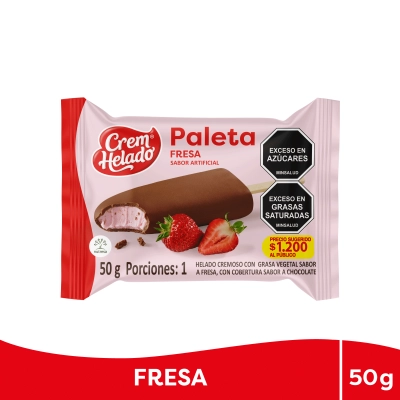 Crem
Helado
Paleta
FRESA
SABOR ARTIFICIAL
EXCESO EN
AZÚCARES
MINSALUD
EXCESO EN
GRASAS
SATURADAS
MINSALUD
PRECIO SUGERIDO
$1.200
AL PÚBLICO
50 g Porciones: 1
HELADO CREMOSO CON GRASA VEGETAL SABOR
A FRESA, CON COBERTURA SABOR A CHOCOLATE
FRESA
50g